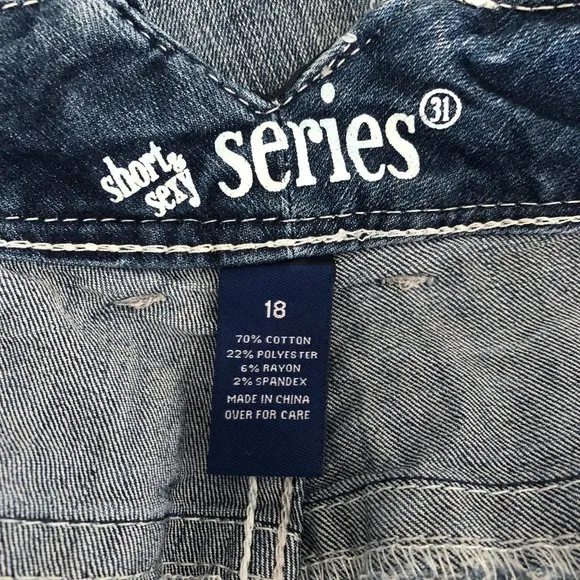 short & sexy series 31
18
70% COTTON
22% POLYESTER
6% RAYON
2% SPANDEX
MADE IN CHINA
OVER FOR CARE